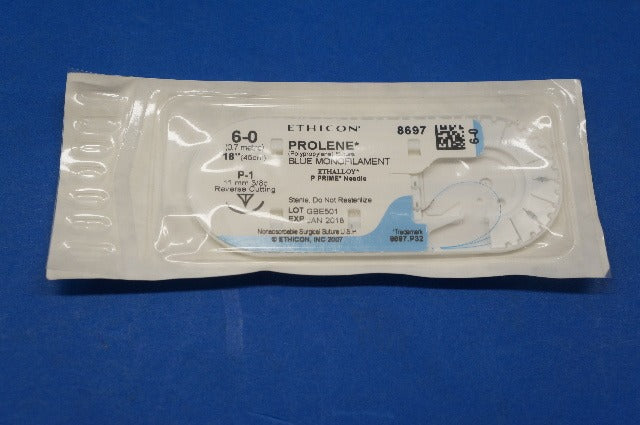 ETHICON*
6-0
(0.7 metric)
18" (45cm)
P-1
11 mm 3/8c
Reverse Cutting
PROLENE*
(Polypropylene) Suture
BLUE MONOFILAMENT
ETHALLOY*
P PRIME* Needle
Sterile, Do Not Resterilize
LOT GBE501
EXP JAN 2018
Nonabsorbable Surgical Suture U.S.P.
© ETHICON, INC 2007
8697
6-0
*Trademark
8697.P32